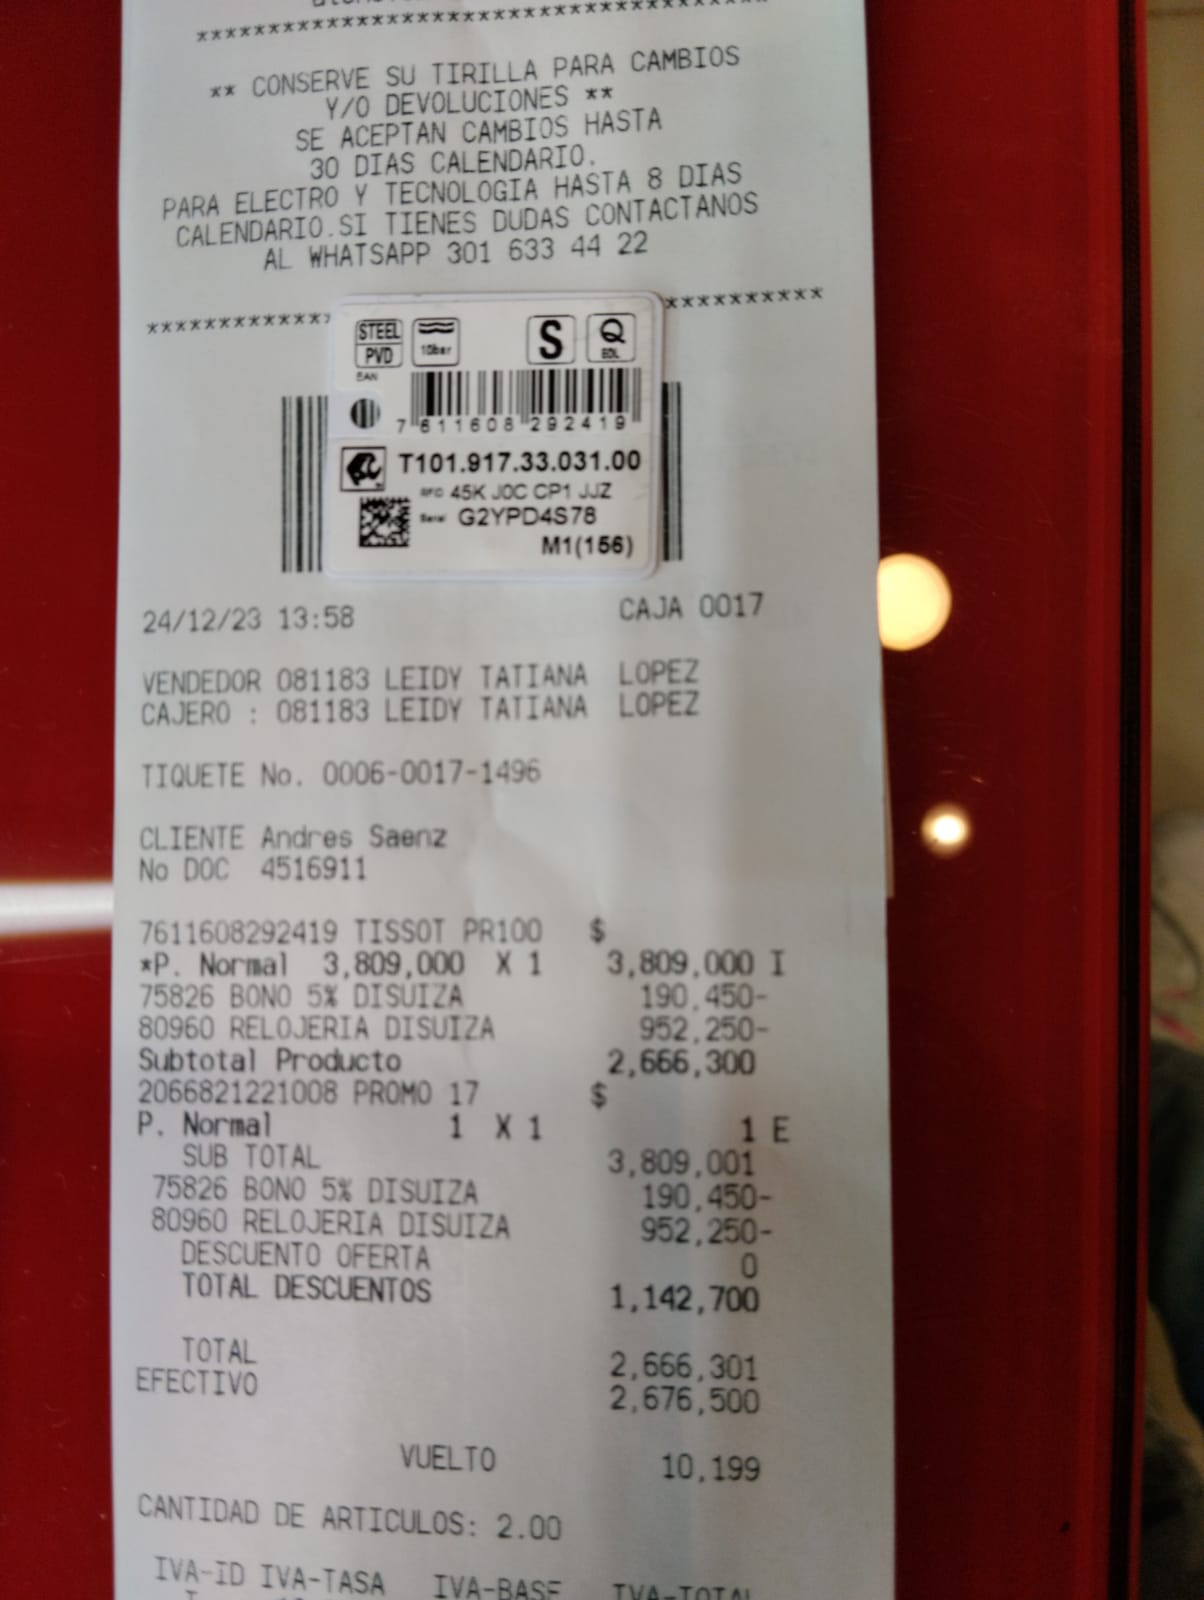 ****************************************
** CONSERVE SU TIRILLA PARA CAMBIOS
Y/O DEVOLUCIONES **
SE ACEPTAN CAMBIOS HASTA
30 DIAS CALENDARIO.
PARA ELECTRO Y TECNOLOGIA HASTA 8 DIAS
CALENDARIO.SI TIENES DUDAS CONTACTANOS
AL WHATSAPP 301 633 44 22
****************************************
STEEL
PVD
10bar
S
Q
EOL
EAN
7 611608 292419
T101.917.33.031.00
45K J0C CP1 JJZ
Serial G2YPD4S78
M1(156)
24/12/23 13:58 CAJA 0017
VENDEDOR 081183 LEIDY TATIANA LOPEZ
CAJERO : 081183 LEIDY TATIANA LOPEZ
TIQUETE No. 0006-0017-1496
CLIENTE Andres Saenz
No DOC 4516911
7611608292419 TISSOT PR100 $
*P. Normal 3,809,000 X 1 3,809,000 I
75826 BONO 5% DISUIZA 190,450-
80960 RELOJERIA DISUIZA 952,250-
Subtotal Producto 2,666,300
2066821221008 PROMO 17 $
P. Normal 1 X 1 1 E
SUB TOTAL 3,809,001
75826 BONO 5% DISUIZA 190,450-
80960 RELOJERIA DISUIZA 952,250-
DESCUENTO OFERTA 0
TOTAL DESCUENTOS 1,142,700
TOTAL 2,666,301
EFECTIVO 2,676,500
VUELTO 10,199
CANTIDAD DE ARTICULOS: 2.00
IVA-ID IVA-TASA IVA-BASE IVA-TOTAL